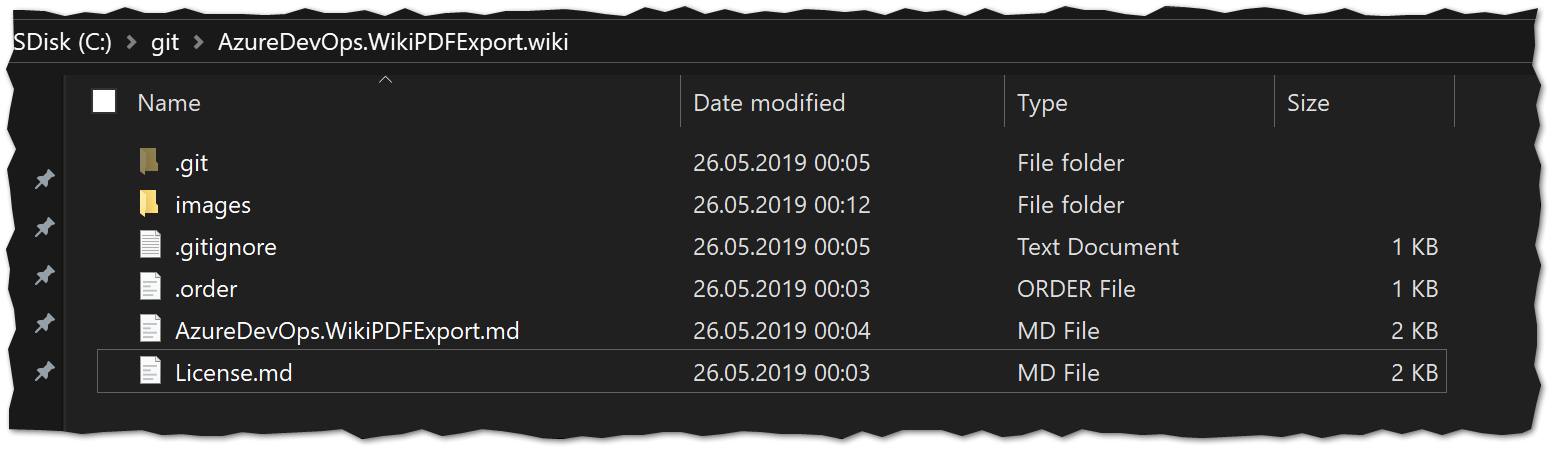 SDisk (C:) > git > AzureDevOps.WikiPDFExport.wiki
Name Date modified Type Size
.git 26.05.2019 00:05 File folder
images 26.05.2019 00:12 File folder
.gitignore 26.05.2019 00:05 Text Document 1 KB
.order 26.05.2019 00:03 ORDER File 1 KB
AzureDevOps.WikiPDFExport.md 26.05.2019 00:04 MD File 2 KB
License.md 26.05.2019 00:03 MD File 2 KB